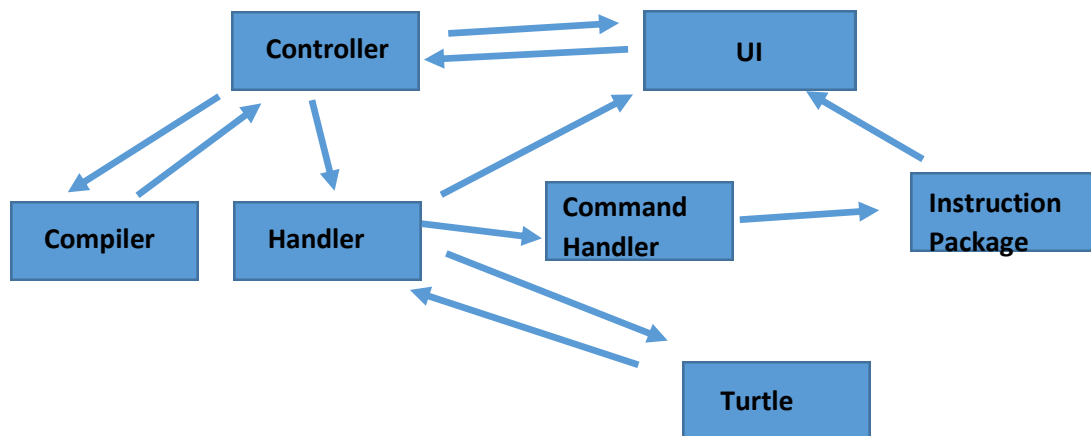 Controller
UI
Compiler
Handler
Command
Handler
Instruction
Package
Turtle